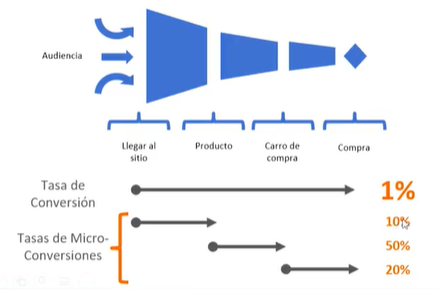 Audiencia
Llegar al
sitio
Producto
Carro de
compra
Compra
Tasa de
Conversión
1%
Tasas de Micro-
Conversiones
10%
50%
20%